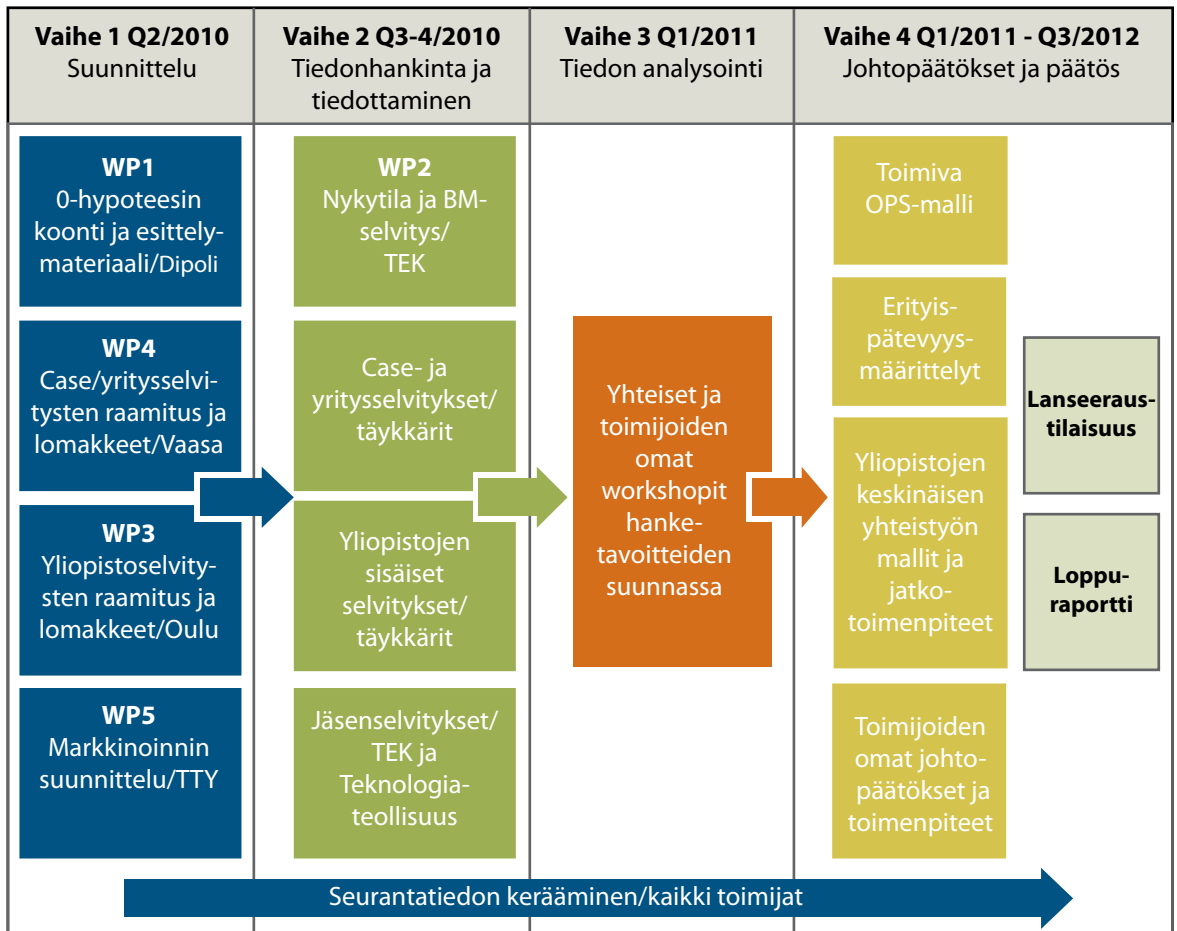 Vaihe 1 Q2/2010
Suunnittelu
Vaihe 2 Q3-4/2010
Tiedonhankinta ja
tiedottaminen
Vaihe 3 Q1/2011
Tiedon analysointi
Vaihe 4 Q1/2011 - Q3/2012
Johtopäätökset ja päätös
WP1
0-hypoteesin
koonti ja esittely-
materiaali/Dipoli
WP4
Case/yritysselvi-
tysten raamitus ja
lomakkeet/Vaasa
WP3
Yliopistoselvity-
sten raamitus ja
lomakkeet/Oulu
WP5
Markkinoinnin
suunnittelu/TTY
WP2
Nykytila ja BM-
selvitys/
TEK
Case- ja
yritysselvitykset/
täykkärit
Yliopistojen
sisäiset
selvitykset/
täykkärit
Jäsenselvitykset/
TEK ja
Teknologia-
teollisuus
Yhteiset ja
toimijoiden
omat
workshopit
hanke-
tavoitteiden
suunnassa
Toimiva
OPS-malli
Erityis-
pätevyys-
määrittelyt
Yliopistojen
keskinäisen
yhteistyön
mallit ja
jatko-
toimenpiteet
Toimijoiden
omat johto-
päätökset ja
toimenpiteet
Lanseeraus-
tilaisuus
Loppu-
raportti
Seurantatiedon kerääminen/kaikki toimijat